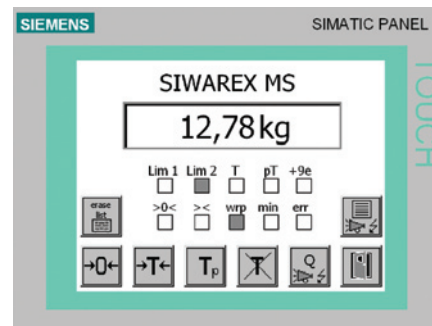 SIEMENS
SIMATIC PANEL
TOUCH
SIWAREX MS
12,78 kg
Lim 1 Lim 2 T pT +9e
>0< >< wrp min err
erase
list
→0← →T← Tp T Q